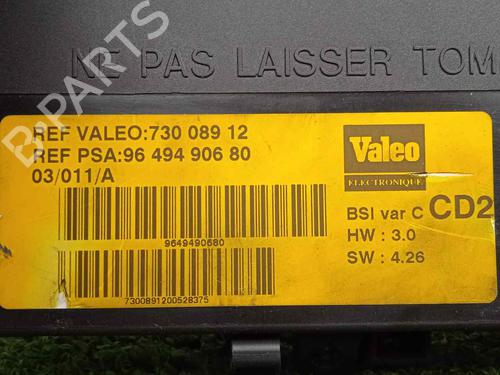 NE PAS LAISSER TOM
B-PARTS
REF VALEO:730 089 12
REF PSA:96 494 906 80
03/011/A
9649490680
7300891200528375
Valeo
ELECTRONIQUE
BSI var C CD2
HW : 3.0
SW : 4.26